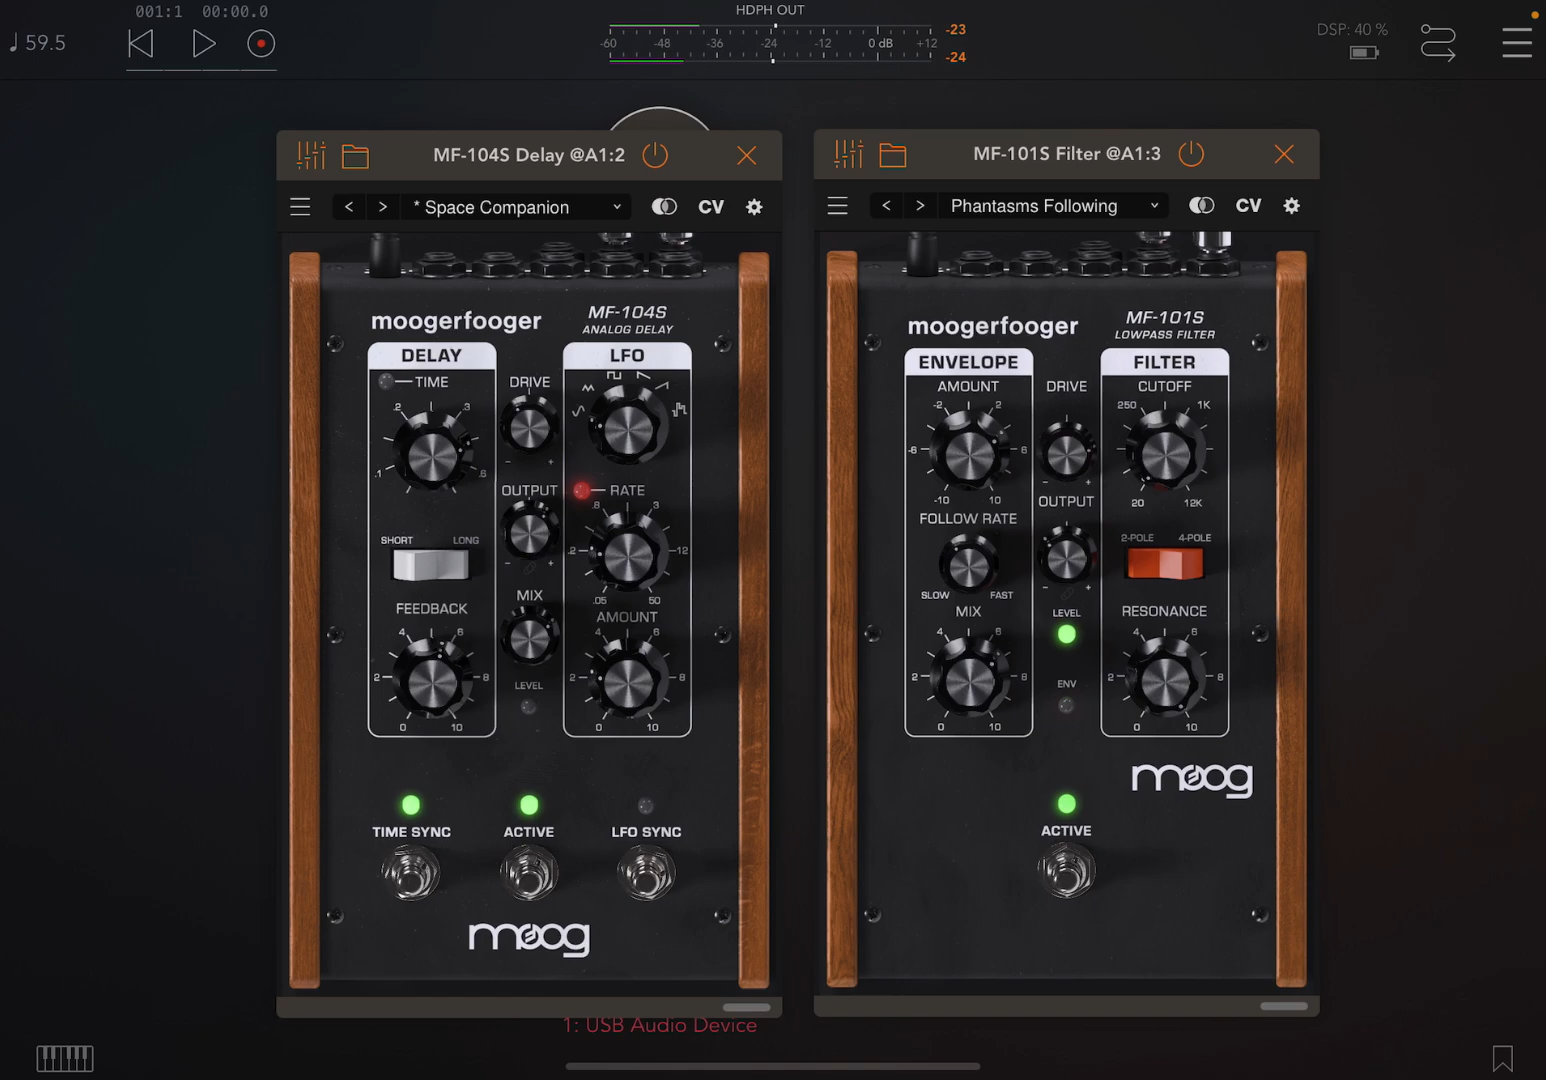 001:1 00:00.0
HDPH OUT
♩ 59.5
-60 -48 -36 -24 -12 0 dB +12
-23
-24
DSP: 40 %
MF-104S Delay @A1:2
* Space Companion
CV
moogerfooger
MF-104S
ANALOG DELAY
DELAY
LFO
TIME
DRIVE
.2 .3
.1 .6
- +
OUTPUT
RATE
.8 3
.2 12
.05 50
SHORT LONG
- +
FEEDBACK
MIX
AMOUNT
4 6
2 8
0 10
4 6
2 8
0 10
LEVEL
TIME SYNC
ACTIVE
LFO SYNC
moog
MF-101S Filter @A1:3
Phantasms Following
CV
moogerfooger
MF-101S
LOWPASS FILTER
ENVELOPE
FILTER
AMOUNT
DRIVE
CUTOFF
-2 2
-6 6
-10 10
- +
250 1K
20 12K
FOLLOW RATE
OUTPUT
SLOW FAST
- +
2-POLE 4-POLE
MIX
LEVEL
RESONANCE
4 6
2 8
0 10
ENV
4 6
2 8
0 10
moog
ACTIVE
1: USB Audio Device